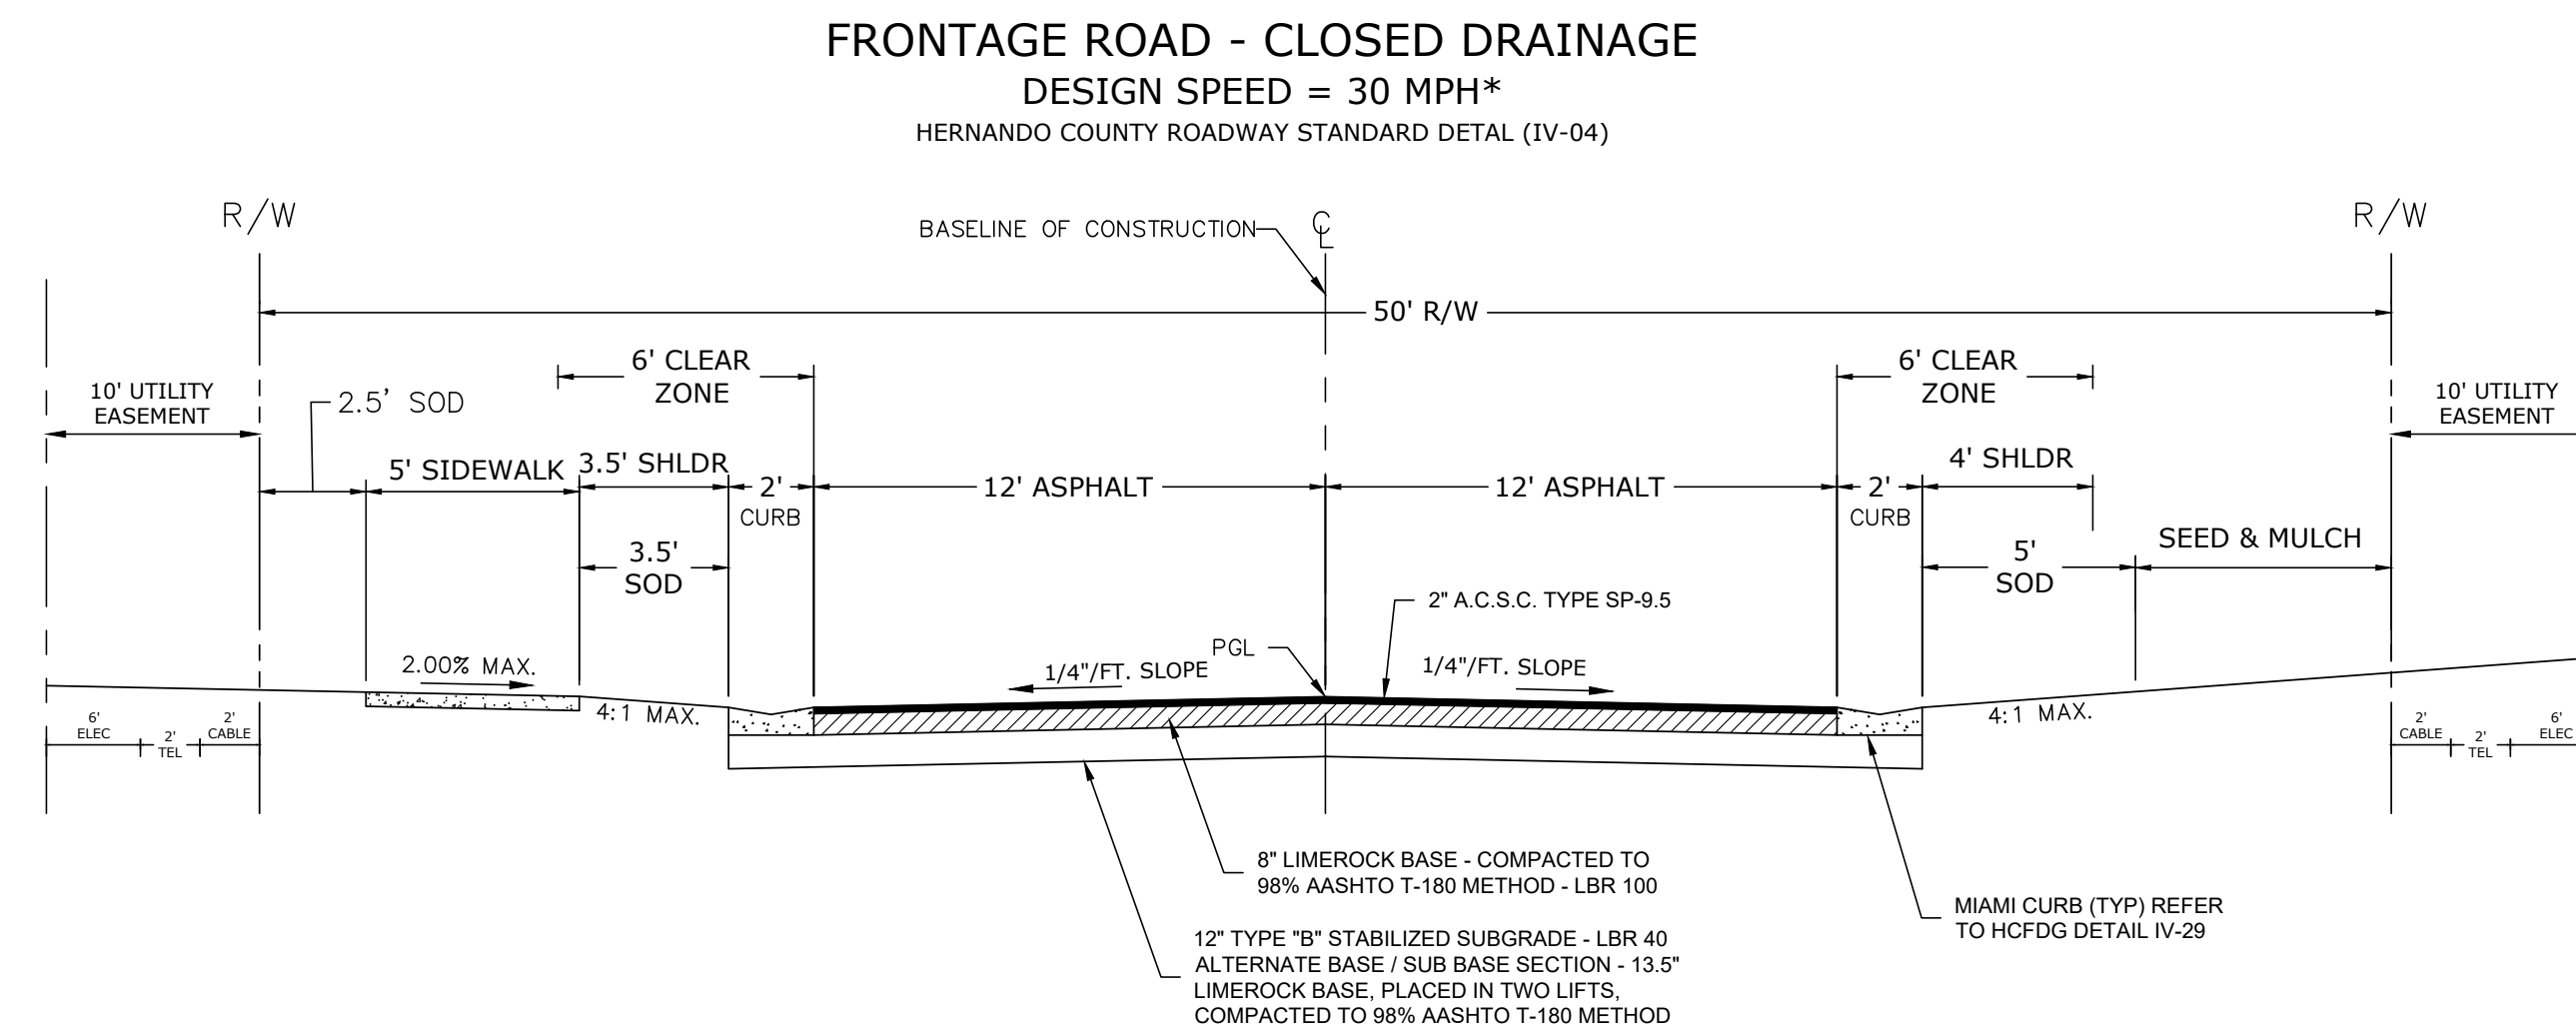 FRONTAGE ROAD - CLOSED DRAINAGE
DESIGN SPEED = 30 MPH*
HERNANDO COUNTY ROADWAY STANDARD DETAL (IV-04)
R/W
BASELINE OF CONSTRUCTION
CL
R/W
50' R/W
6' CLEAR
ZONE
6' CLEAR
ZONE
10' UTILITY
EASEMENT
2.5' SOD
10' UTILITY
EASEMENT
5' SIDEWALK
3.5' SHLDR
2'
CURB
12' ASPHALT
12' ASPHALT
2'
CURB
4' SHLDR
3.5'
SOD
5'
SOD
SEED & MULCH
2" A.C.S.C. TYPE SP-9.5
PGL
2.00% MAX.
1/4"/FT. SLOPE
1/4"/FT. SLOPE
4:1 MAX.
4:1 MAX.
6'
ELEC
2'
TEL
2'
CABLE
2'
CABLE
2'
TEL
6'
ELEC
8" LIMEROCK BASE - COMPACTED TO
98% AASHTO T-180 METHOD - LBR 100
MIAMI CURB (TYP) REFER
TO HCFDG DETAIL IV-29
12" TYPE "B" STABILIZED SUBGRADE - LBR 40
ALTERNATE BASE / SUB BASE SECTION - 13.5"
LIMEROCK BASE, PLACED IN TWO LIFTS,
COMPACTED TO 98% AASHTO T-180 METHOD